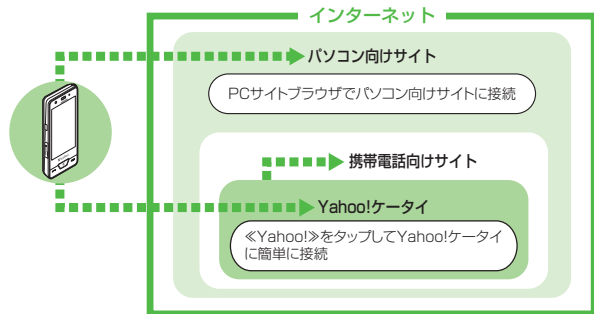 インターネット
パソコン向けサイト
PCサイトブラウザでパソコン向けサイトに接続
携帯電話向けサイト
Yahoo!ケータイ
≪Yahoo!≫をタップしてYahoo!ケータイ
に簡単に接続